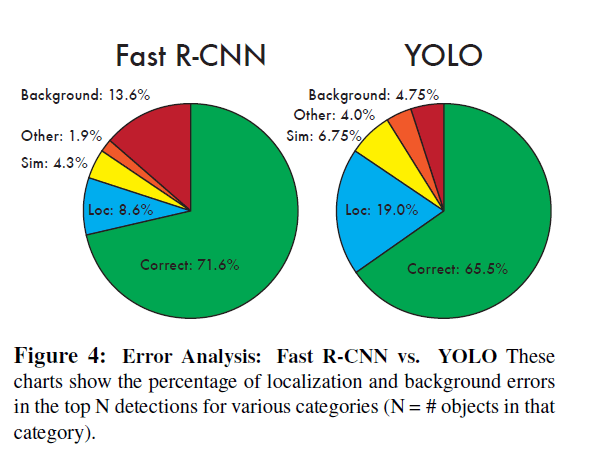 Fast R-CNN
YOLO
Background: 13.6%
Other: 1.9%
Sim: 4.3%
Loc: 8.6%
Correct: 71.6%
Background: 4.75%
Other: 4.0%
Sim: 6.75%
Loc: 19.0%
Correct: 65.5%
Figure 4: Error Analysis: Fast R-CNN vs. YOLO These
charts show the percentage of localization and background errors
in the top N detections for various categories (N = # objects in that
category).